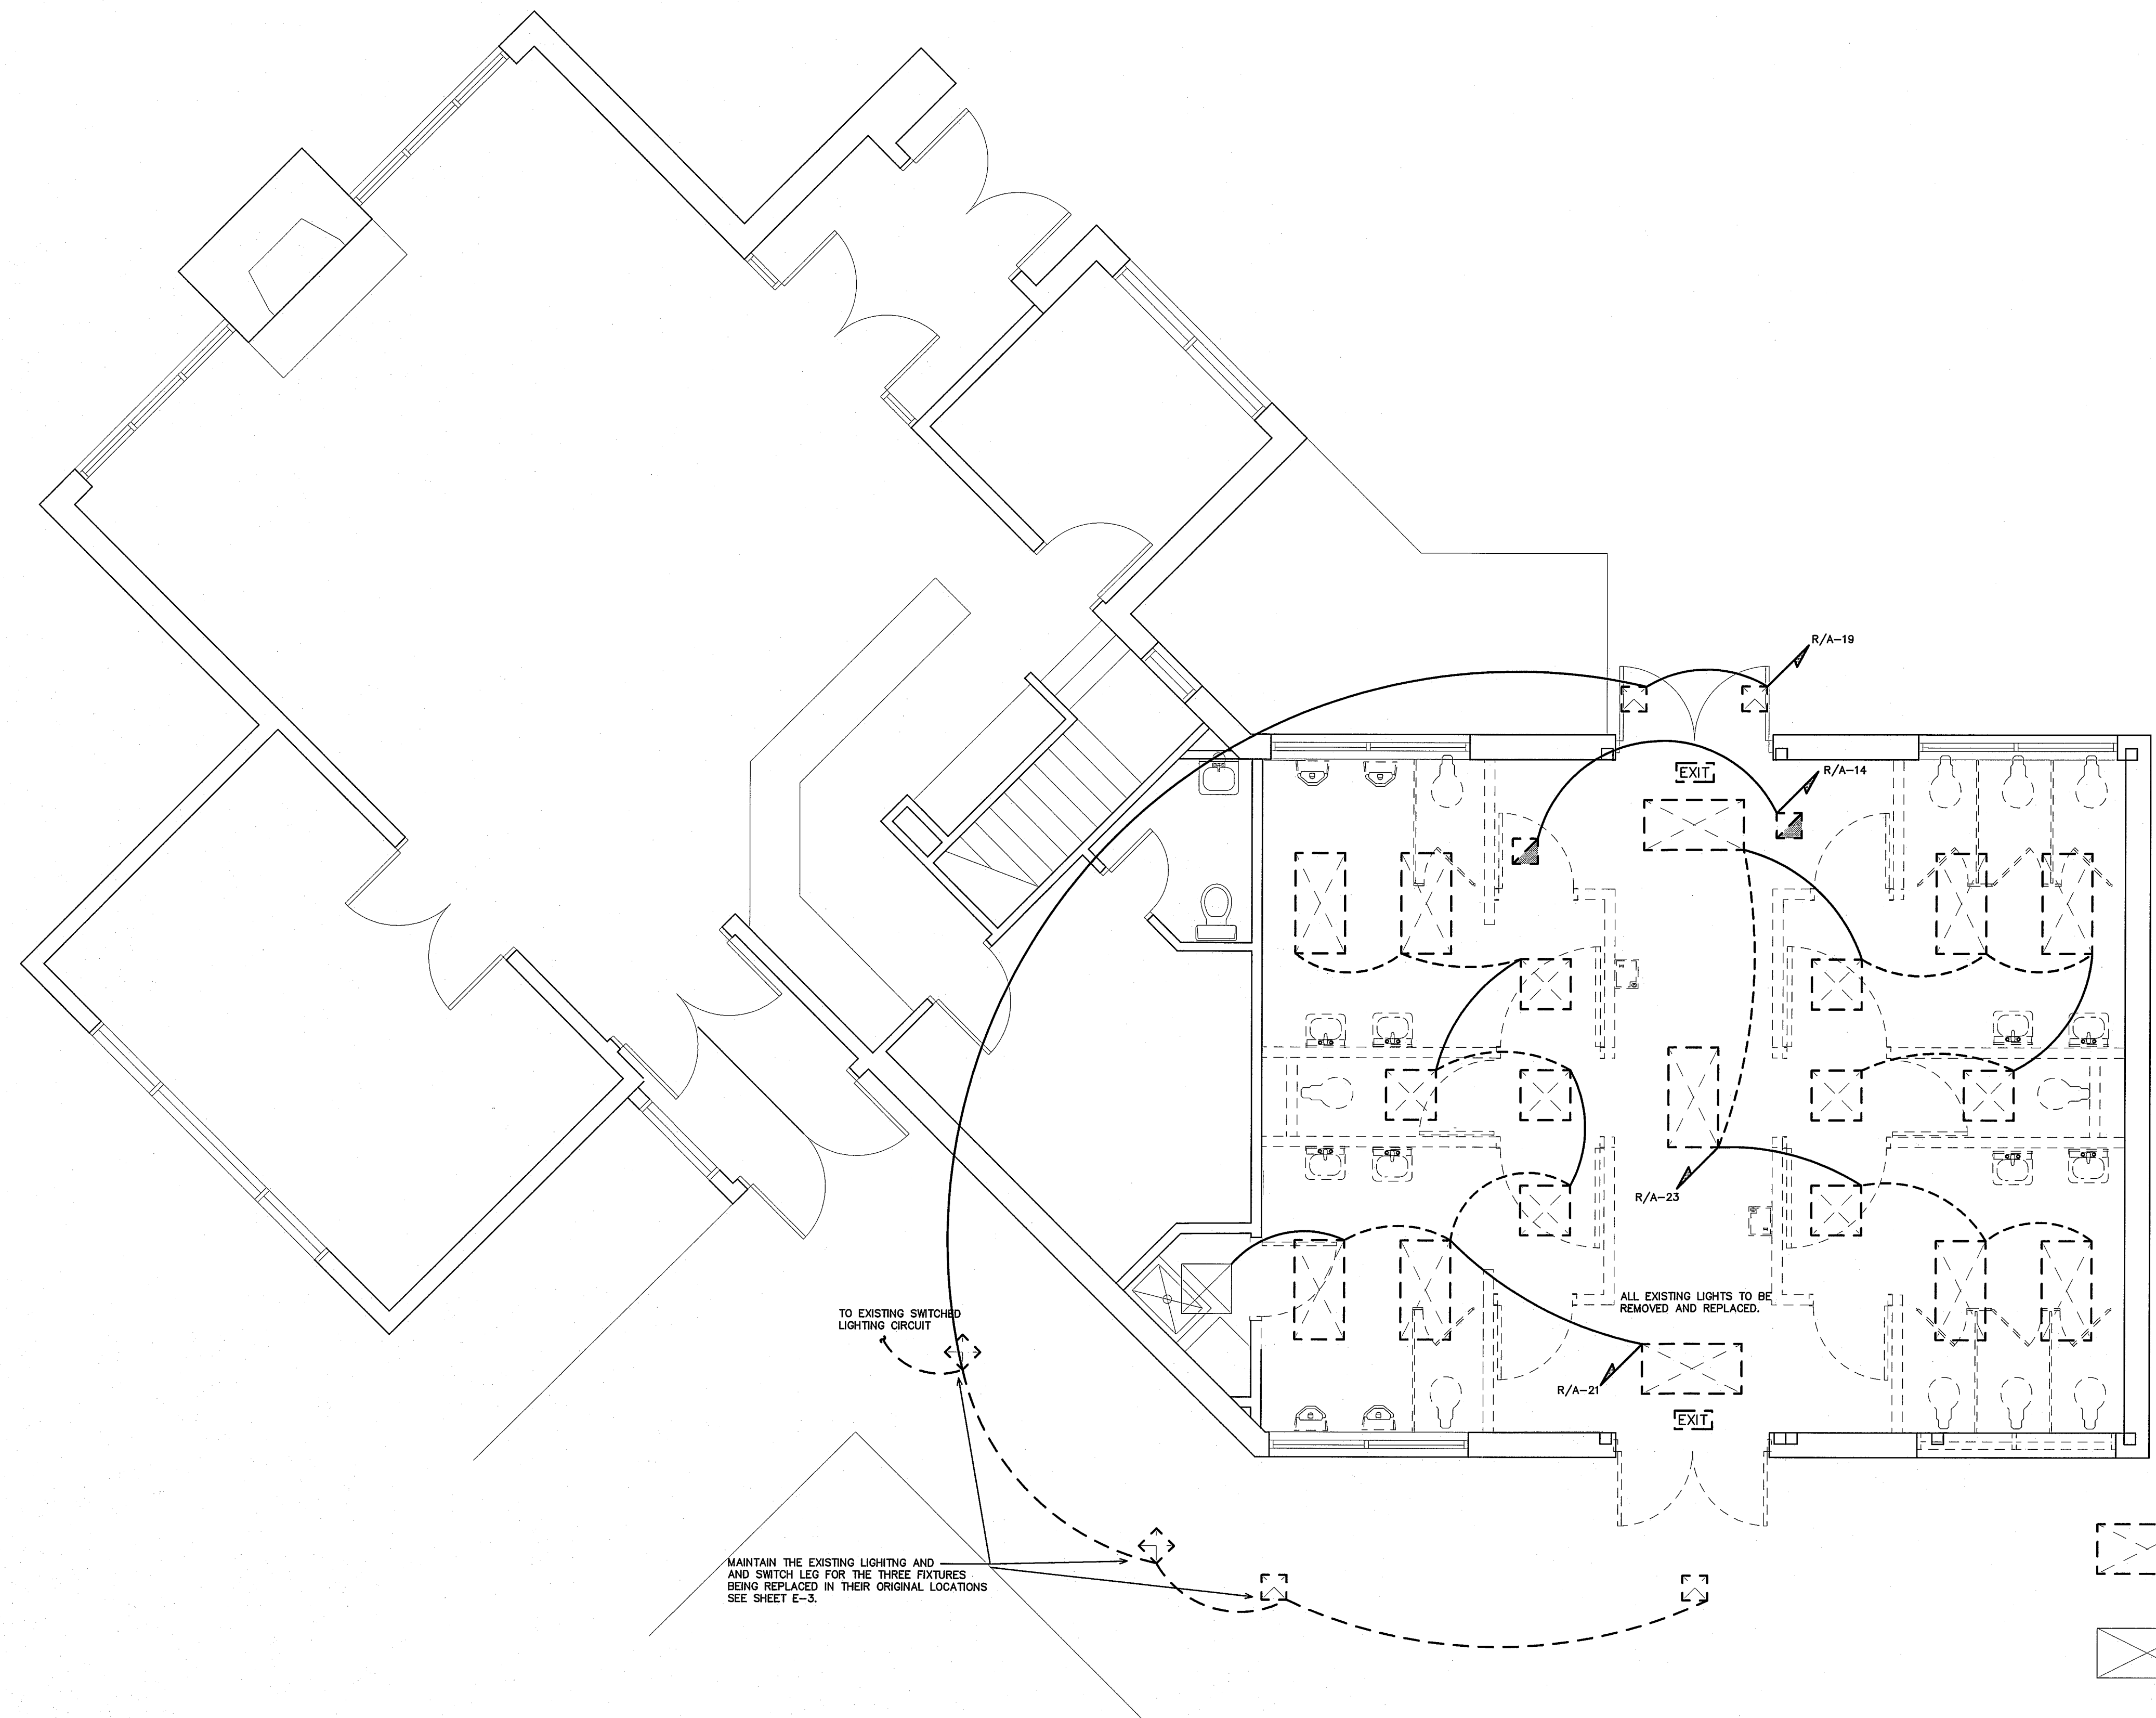 R/A-19
EXIT
R/A-14
R/A-23
TO EXISTING SWITCHED
LIGHTING CIRCUIT
ALL EXISTING LIGHTS TO BE
REMOVED AND REPLACED.
R/A-21
EXIT
MAINTAIN THE EXISTING LIGHITNG AND
AND SWITCH LEG FOR THE THREE FIXTURES
BEING REPLACED IN THEIR ORIGINAL LOCATIONS
SEE SHEET E-3.